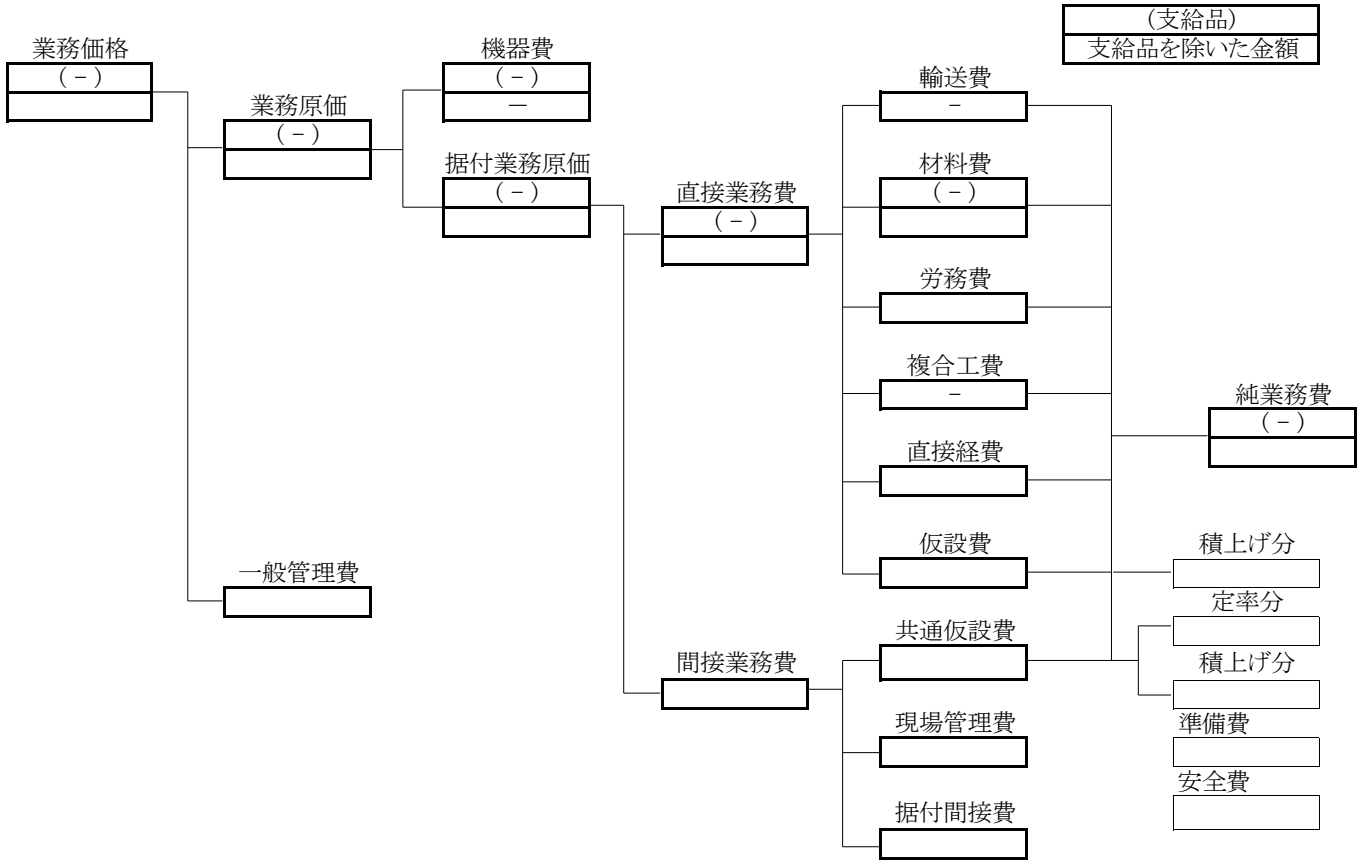 (支給品)
支給品を除いた金額
業務価格
(－)
業務原価
(－)
一般管理費
機器費
(－)
－
据付業務原価
(－)
直接業務費
(－)
間接業務費
輸送費
－
材料費
(－)
労務費
複合工費
－
直接経費
仮設費
共通仮設費
現場管理費
据付間接費
純業務費
(－)
積上げ分
定率分
積上げ分
準備費
安全費